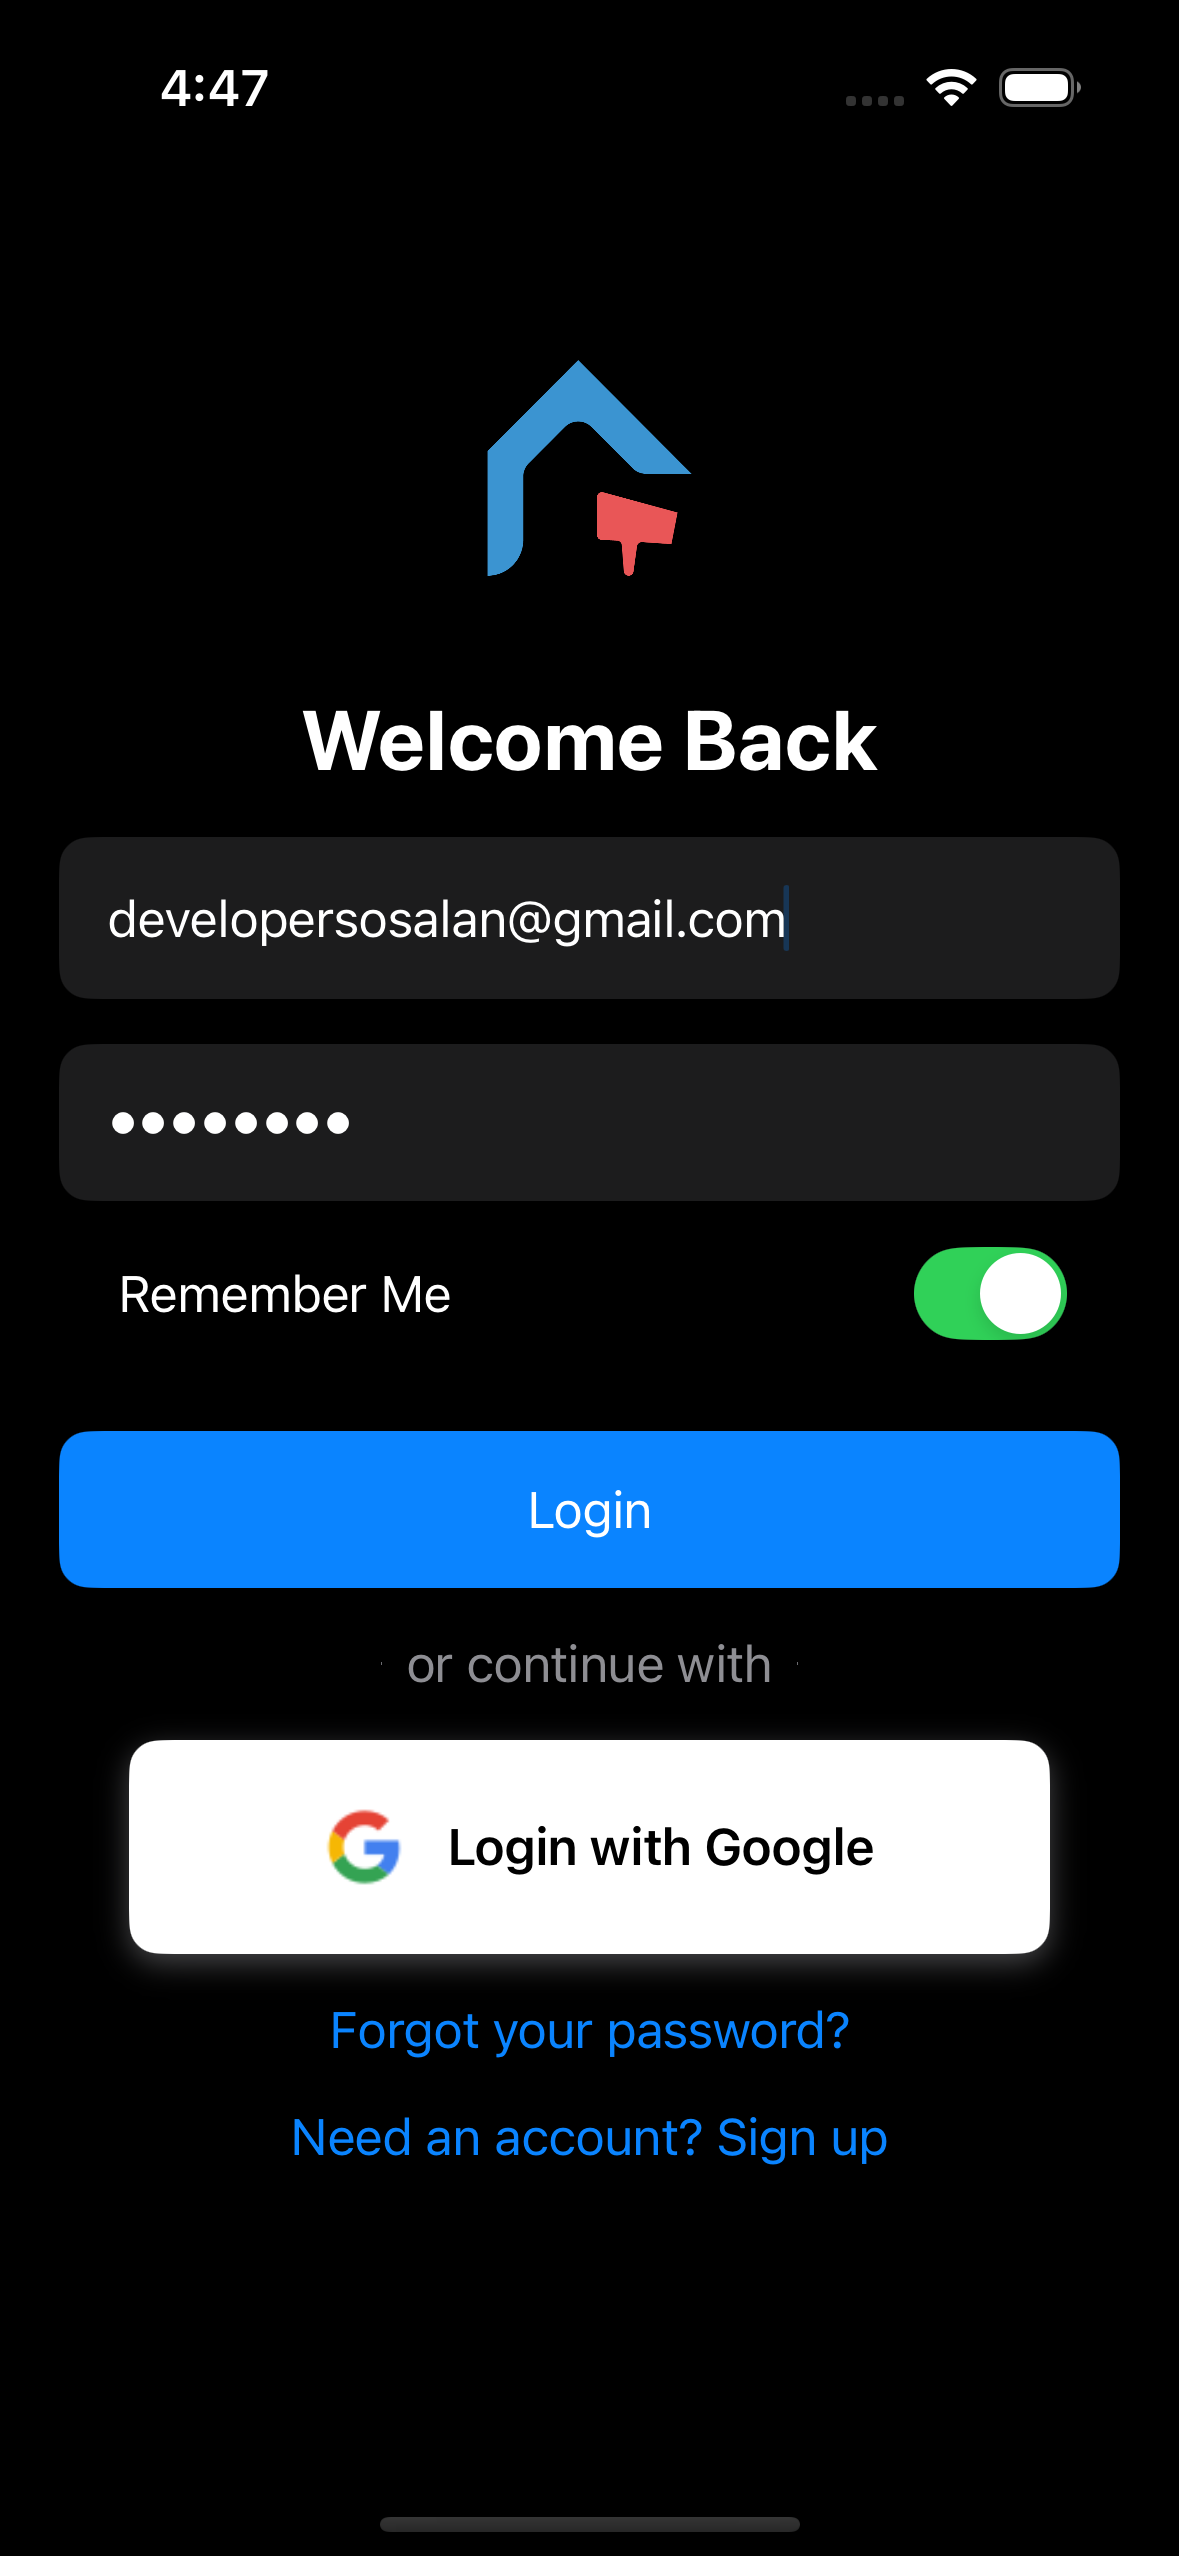 4:47
Welcome Back
developersosalan@gmail.com
Remember Me
Login
or continue with
Login with Google
Forgot your password?
Need an account? Sign up